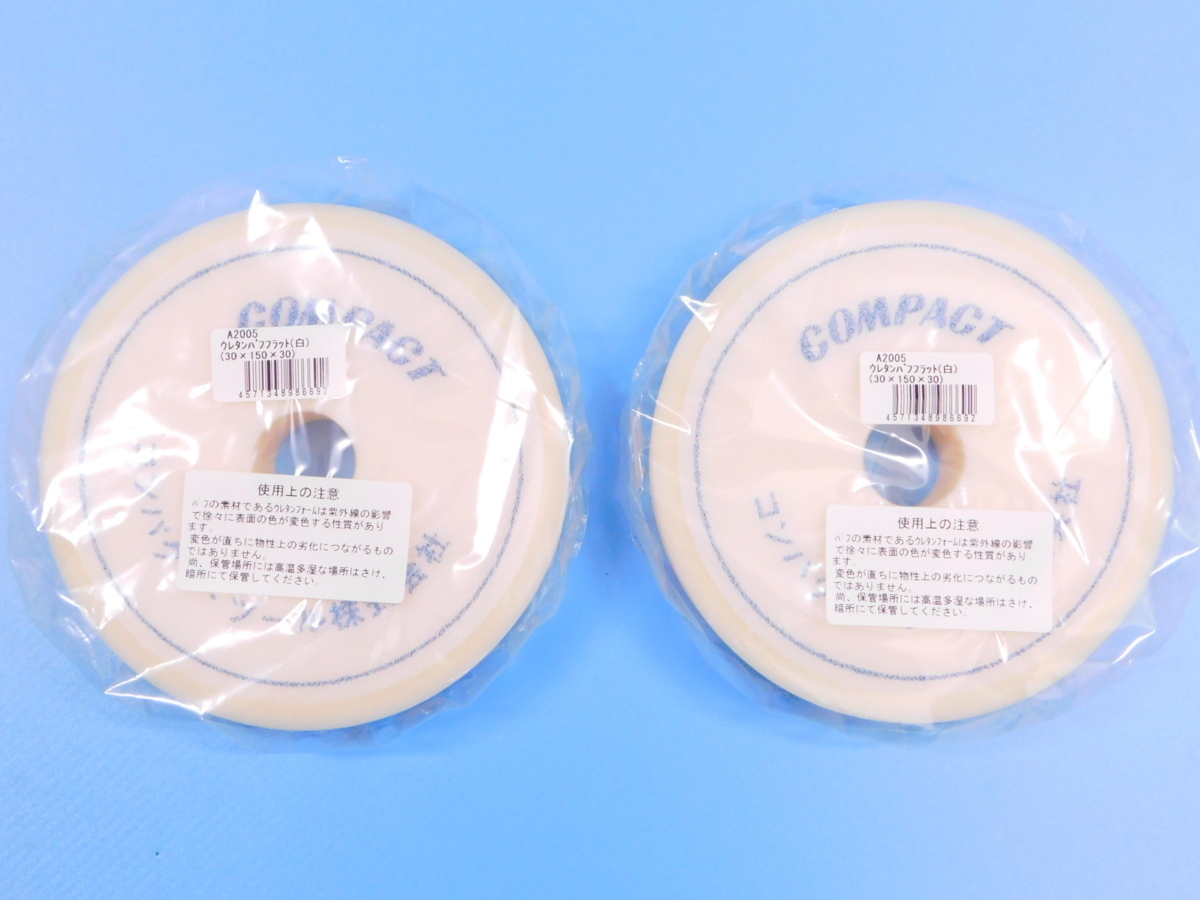 COMPACT
A2005
ウレタンバフフラット(白)
(30×150×30)
4571348986692
使用上の注意
バフの素材であるウレタンフォームは紫外線の影響
で徐々に表面の色が変色する性質があり
ます。
変色が直ちに物性上の劣化につながるもの
ではありません。
尚、保管場所には高温多湿な場所はさけ、
暗所にて保管してください。
COMPACT
A2005
ウレタンバフフラット(白)
(30×150×30)
4571348986692
使用上の注意
バフの素材であるウレタンフォームは紫外線の影響
で徐々に表面の色が変色する性質があり
ます。
変色が直ちに物性上の劣化につながるもの
ではありません。
尚、保管場所には高温多湿な場所はさけ、
暗所にて保管してください。